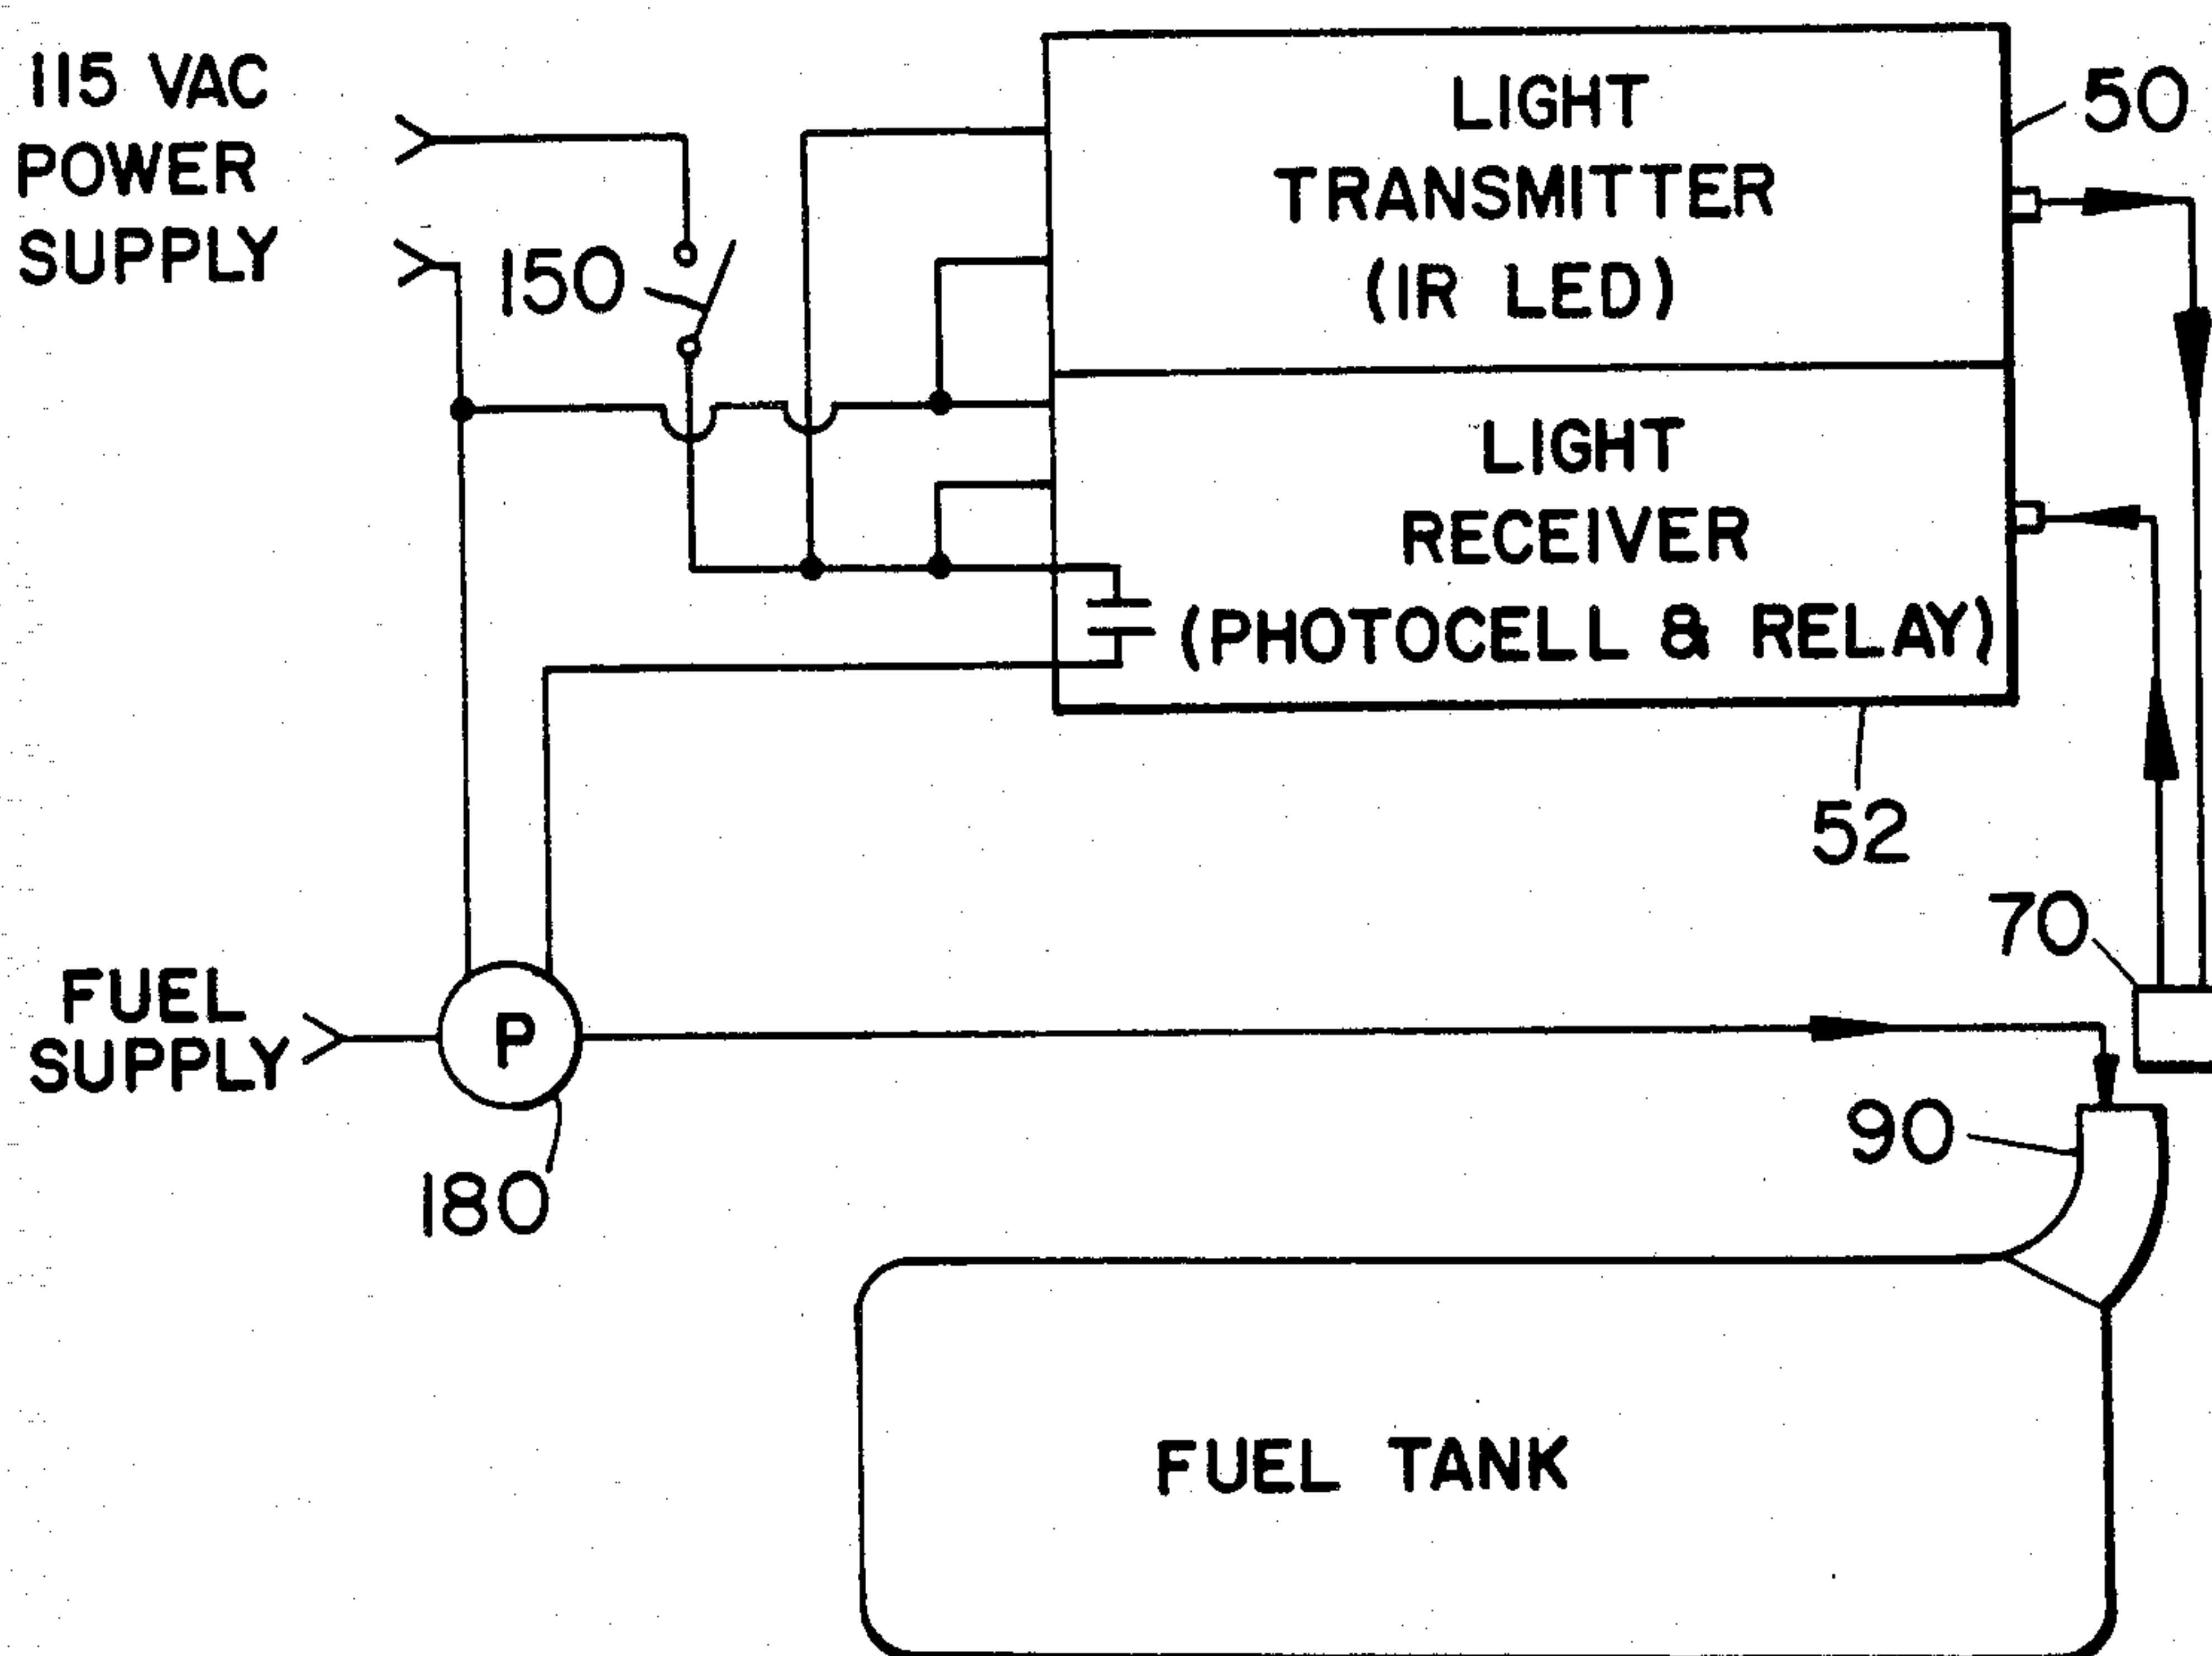 115 VAC
POWER
SUPPLY
150
LIGHT
TRANSMITTER
(IR LED)
50
LIGHT
RECEIVER
(PHOTOCELL & RELAY)
52
70
FUEL
SUPPLY
P
180
90
FUEL TANK